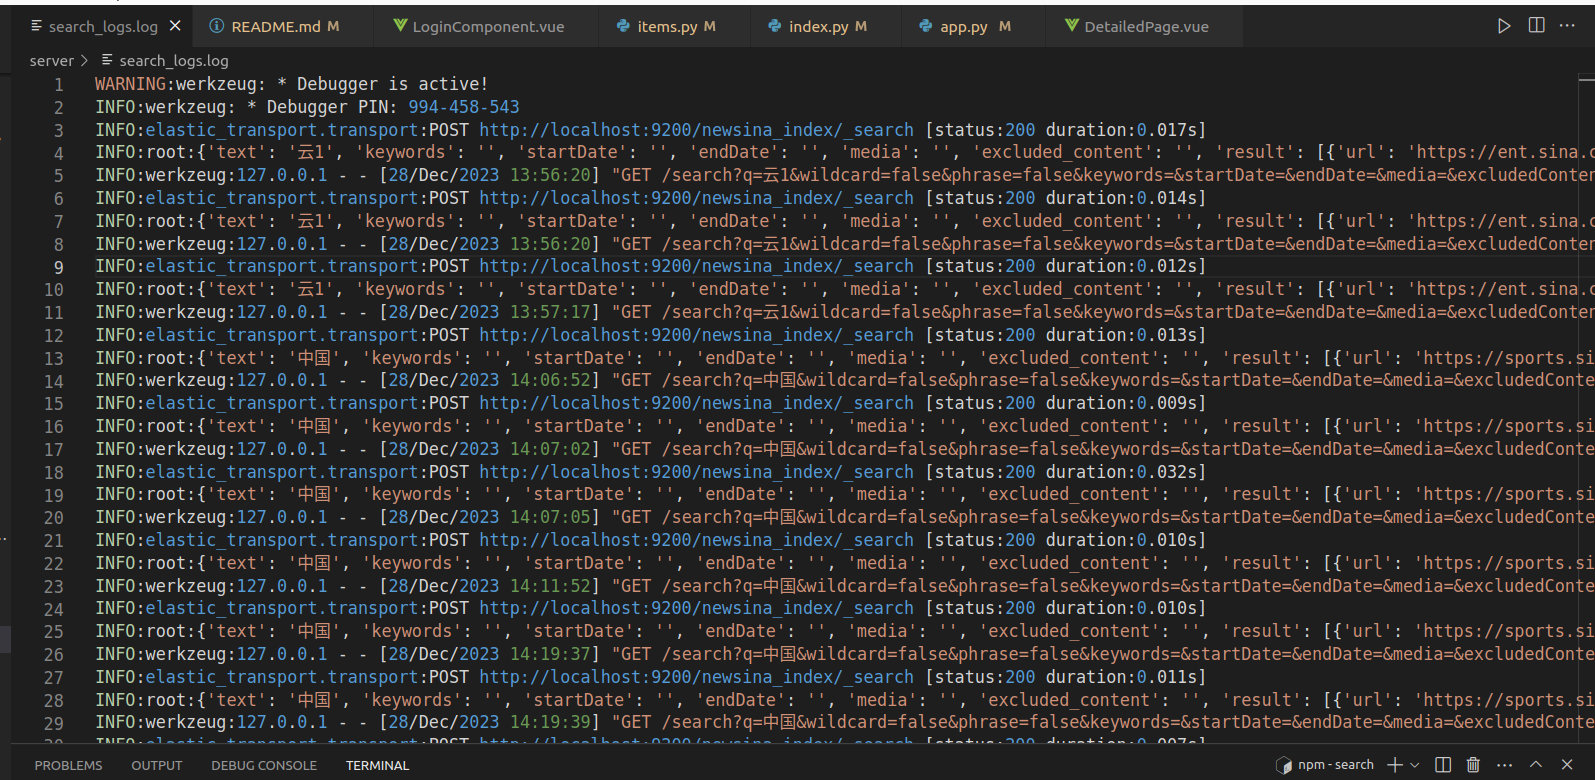 search_logs.log
README.md M
LoginComponent.vue
items.py M
index.py M
app.py M
DetailedPage.vue
server > search_logs.log
1 WARNING:werkzeug: * Debugger is active!
2 INFO:werkzeug: * Debugger PIN: 994-458-543
3 INFO:elastic_transport.transport:POST http://localhost:9200/newsina_index/_search [status:200 duration:0.017s]
4 INFO:root:{'text': '云1', 'keywords': '', 'startDate': '', 'endDate': '', 'media': '', 'excluded_content': '', 'result': [{'url': 'https://ent.sina.c
5 INFO:werkzeug:127.0.0.1 - - [28/Dec/2023 13:56:20] "GET /search?q=云1&wildcard=false&phrase=false&keywords=&startDate=&endDate=&media=&excludedConten
6 INFO:elastic_transport.transport:POST http://localhost:9200/newsina_index/_search [status:200 duration:0.014s]
7 INFO:root:{'text': '云1', 'keywords': '', 'startDate': '', 'endDate': '', 'media': '', 'excluded_content': '', 'result': [{'url': 'https://ent.sina.c
8 INFO:werkzeug:127.0.0.1 - - [28/Dec/2023 13:56:20] "GET /search?q=云1&wildcard=false&phrase=false&keywords=&startDate=&endDate=&media=&excludedConten
9 INFO:elastic_transport.transport:POST http://localhost:9200/newsina_index/_search [status:200 duration:0.012s]
10 INFO:root:{'text': '云1', 'keywords': '', 'startDate': '', 'endDate': '', 'media': '', 'excluded_content': '', 'result': [{'url': 'https://ent.sina.c
11 INFO:werkzeug:127.0.0.1 - - [28/Dec/2023 13:57:17] "GET /search?q=云1&wildcard=false&phrase=false&keywords=&startDate=&endDate=&media=&excludedConten
12 INFO:elastic_transport.transport:POST http://localhost:9200/newsina_index/_search [status:200 duration:0.013s]
13 INFO:root:{'text': '中国', 'keywords': '', 'startDate': '', 'endDate': '', 'media': '', 'excluded_content': '', 'result': [{'url': 'https://sports.si
14 INFO:werkzeug:127.0.0.1 - - [28/Dec/2023 14:06:52] "GET /search?q=中国&wildcard=false&phrase=false&keywords=&startDate=&endDate=&media=&excludedConte
15 INFO:elastic_transport.transport:POST http://localhost:9200/newsina_index/_search [status:200 duration:0.009s]
16 INFO:root:{'text': '中国', 'keywords': '', 'startDate': '', 'endDate': '', 'media': '', 'excluded_content': '', 'result': [{'url': 'https://sports.si
17 INFO:werkzeug:127.0.0.1 - - [28/Dec/2023 14:07:02] "GET /search?q=中国&wildcard=false&phrase=false&keywords=&startDate=&endDate=&media=&excludedConte
18 INFO:elastic_transport.transport:POST http://localhost:9200/newsina_index/_search [status:200 duration:0.032s]
19 INFO:root:{'text': '中国', 'keywords': '', 'startDate': '', 'endDate': '', 'media': '', 'excluded_content': '', 'result': [{'url': 'https://sports.si
20 INFO:werkzeug:127.0.0.1 - - [28/Dec/2023 14:07:05] "GET /search?q=中国&wildcard=false&phrase=false&keywords=&startDate=&endDate=&media=&excludedConte
21 INFO:elastic_transport.transport:POST http://localhost:9200/newsina_index/_search [status:200 duration:0.010s]
22 INFO:root:{'text': '中国', 'keywords': '', 'startDate': '', 'endDate': '', 'media': '', 'excluded_content': '', 'result': [{'url': 'https://sports.si
23 INFO:werkzeug:127.0.0.1 - - [28/Dec/2023 14:11:52] "GET /search?q=中国&wildcard=false&phrase=false&keywords=&startDate=&endDate=&media=&excludedConte
24 INFO:elastic_transport.transport:POST http://localhost:9200/newsina_index/_search [status:200 duration:0.010s]
25 INFO:root:{'text': '中国', 'keywords': '', 'startDate': '', 'endDate': '', 'media': '', 'excluded_content': '', 'result': [{'url': 'https://sports.si
26 INFO:werkzeug:127.0.0.1 - - [28/Dec/2023 14:19:37] "GET /search?q=中国&wildcard=false&phrase=false&keywords=&startDate=&endDate=&media=&excludedConte
27 INFO:elastic_transport.transport:POST http://localhost:9200/newsina_index/_search [status:200 duration:0.011s]
28 INFO:root:{'text': '中国', 'keywords': '', 'startDate': '', 'endDate': '', 'media': '', 'excluded_content': '', 'result': [{'url': 'https://sports.si
29 INFO:werkzeug:127.0.0.1 - - [28/Dec/2023 14:19:39] "GET /search?q=中国&wildcard=false&phrase=false&keywords=&startDate=&endDate=&media=&excludedConte
30 INFO:elastic_transport.transport:POST http://localhost:9200/newsina_index/_search [status:200 duration:0.007s]
PROBLEMS OUTPUT DEBUG CONSOLE TERMINAL
npm - search